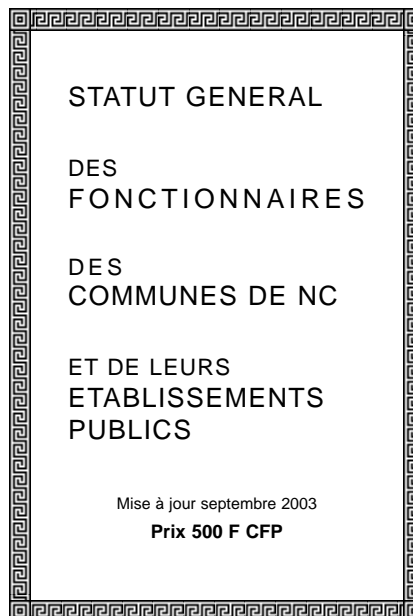 STATUT GENERAL
DES
FONCTIONNAIRES
DES
COMMUNES DE NC
ET DE LEURS
ETABLISSEMENTS
PUBLICS
Mise à jour septembre 2003
Prix 500 F CFP